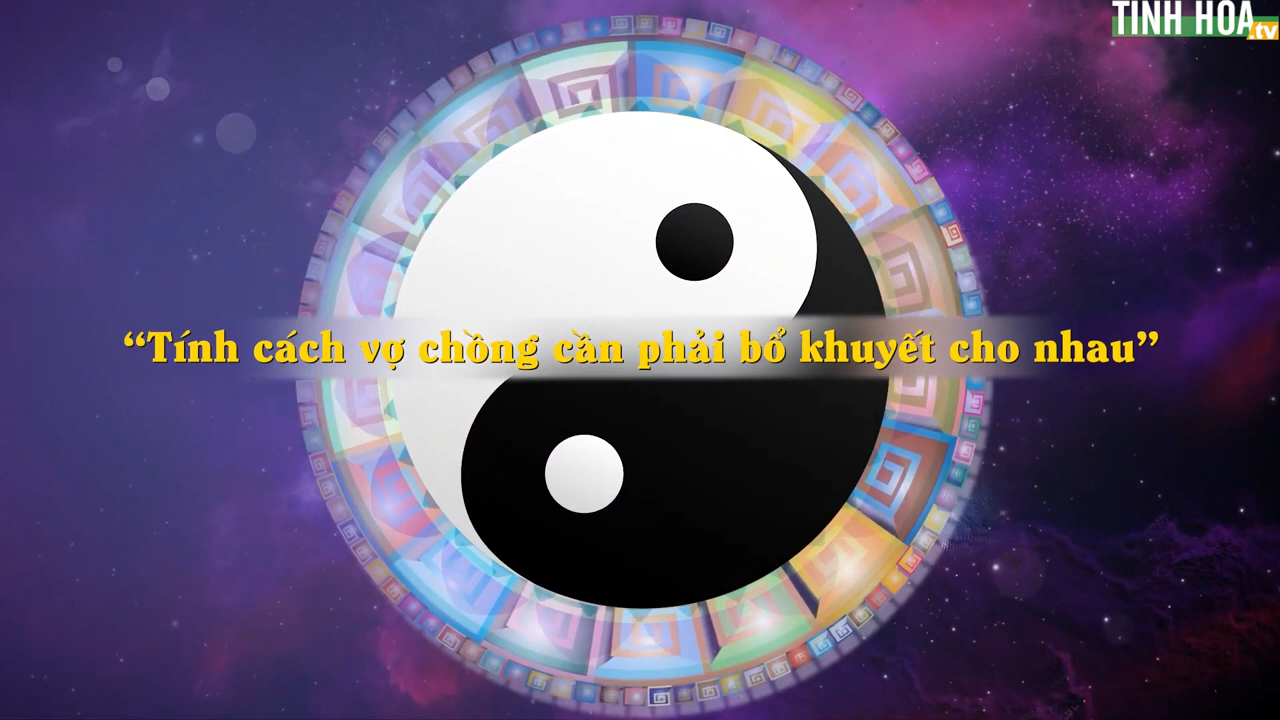 TINH HOA
.tv
“Tính cách vợ chồng cần phải bổ khuyết cho nhau”